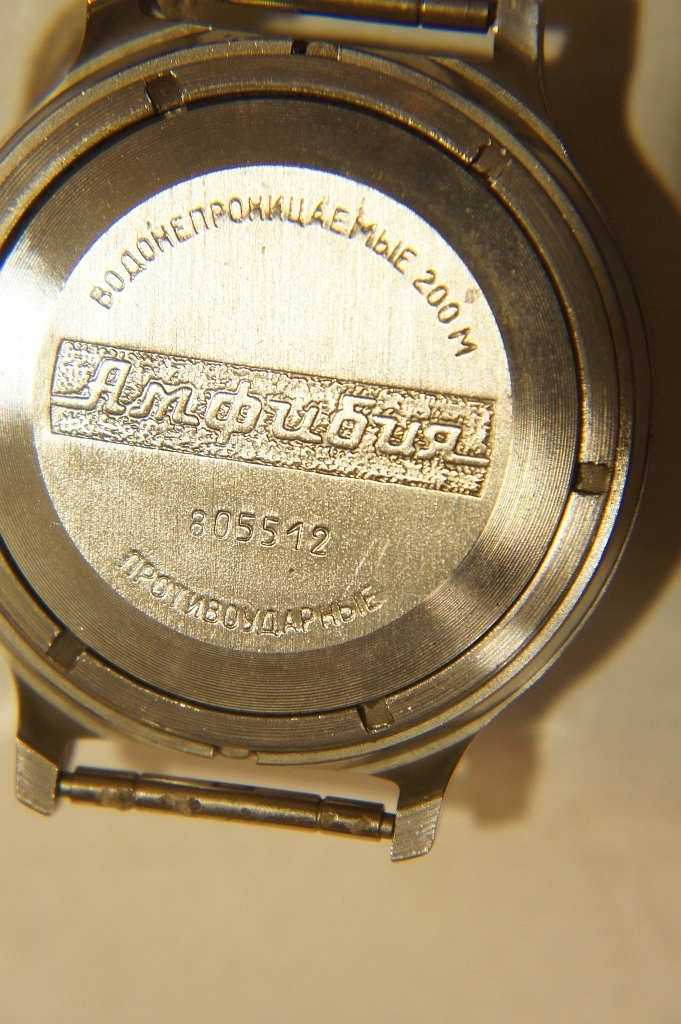 ВОДОНЕПРОНИЦАЕМЫЕ 200 М
Амфибия
805512
ПРОТИВОУДАРНЫЕ